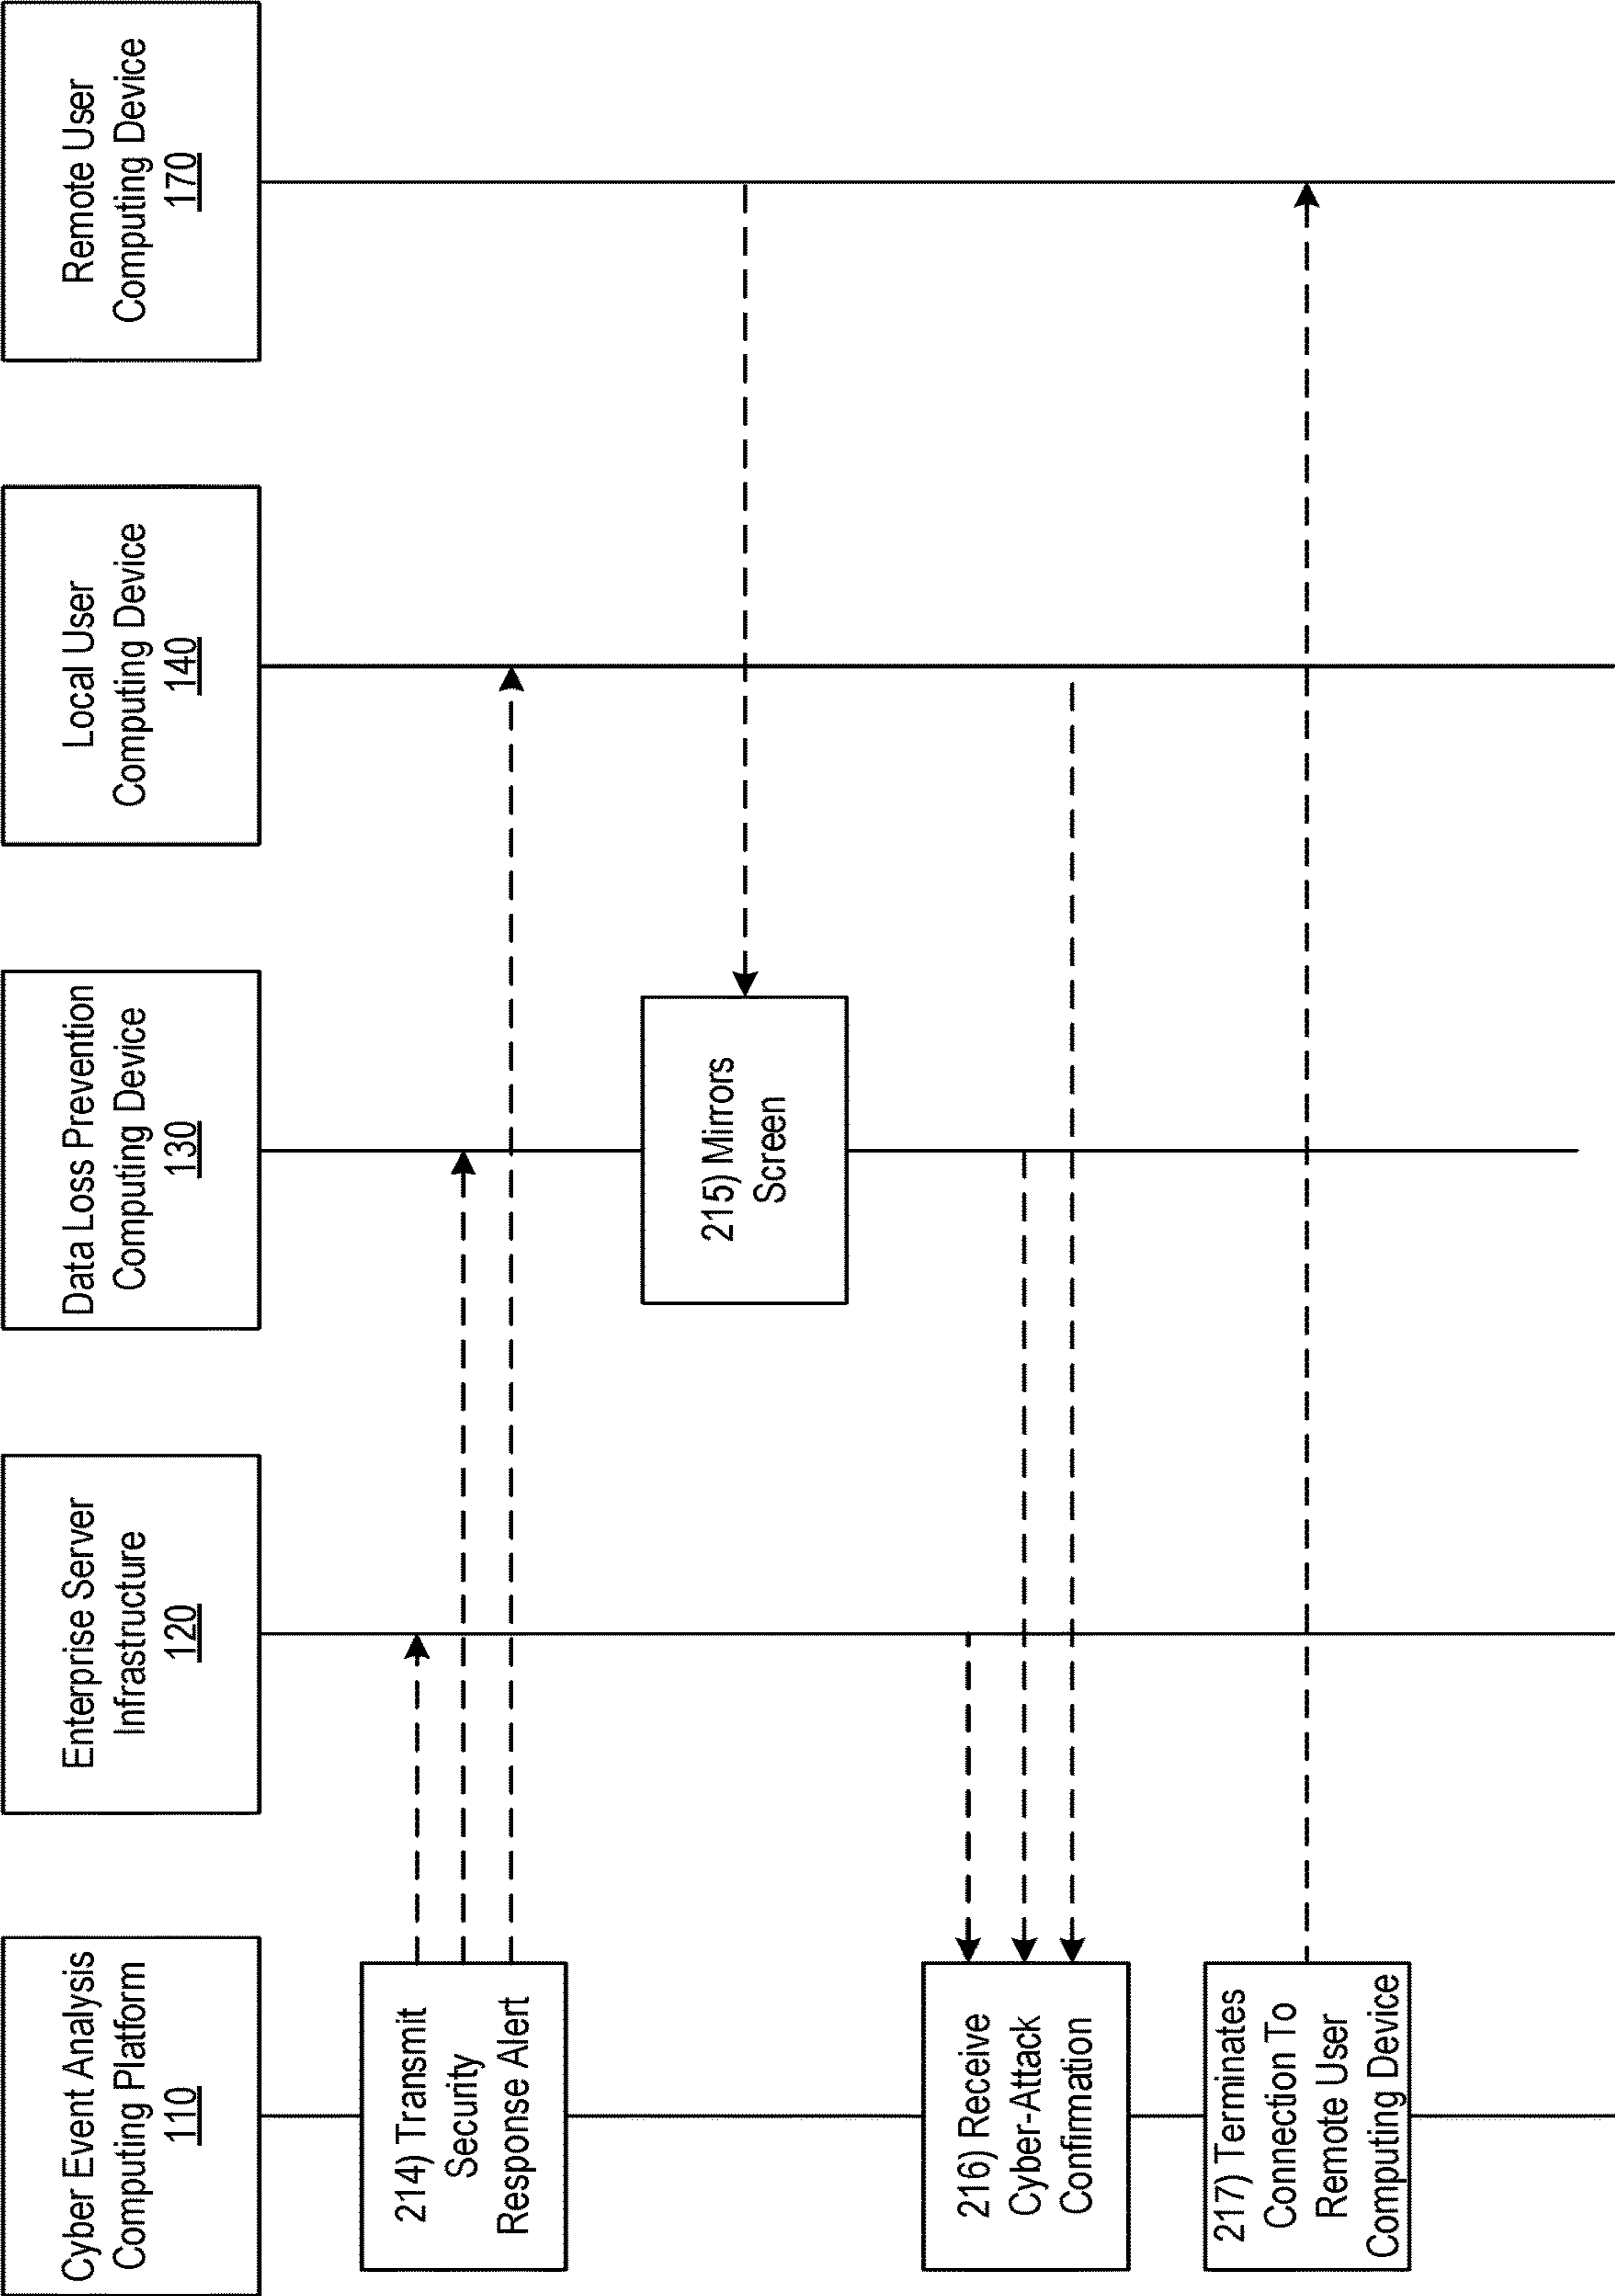 Cyber Event Analysis
Computing Platform
110
Enterprise Server
Infrastructure
120
Data Loss Prevention
Computing Device
130
Local User
Computing Device
140
Remote User
Computing Device
170
214) Transmit
Security
Response Alert
215) Mirrors
Screen
216) Receive
Cyber-Attack
Confirmation
217) Terminates
Connection To
Remote User
Computing Device